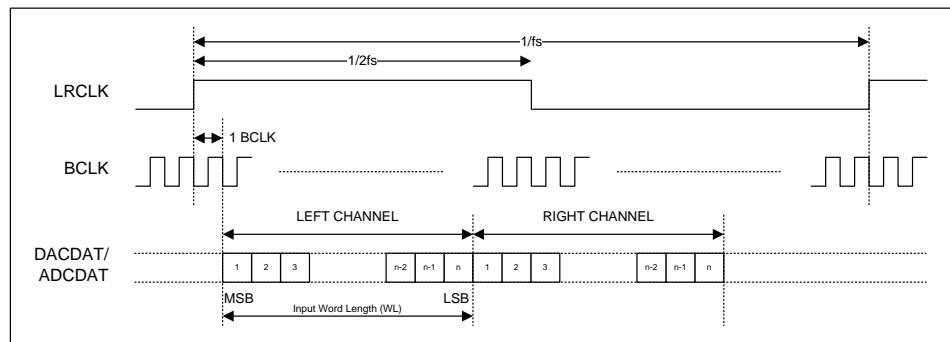 1/fs
1/2fs
LRCLK
1 BCLK
BCLK
LEFT CHANNEL RIGHT CHANNEL
DACDAT/
ADCDAT
1 2 3 n-2 n-1 n 1 2 3 n-2 n-1 n
MSB LSB
Input Word Length (WL)